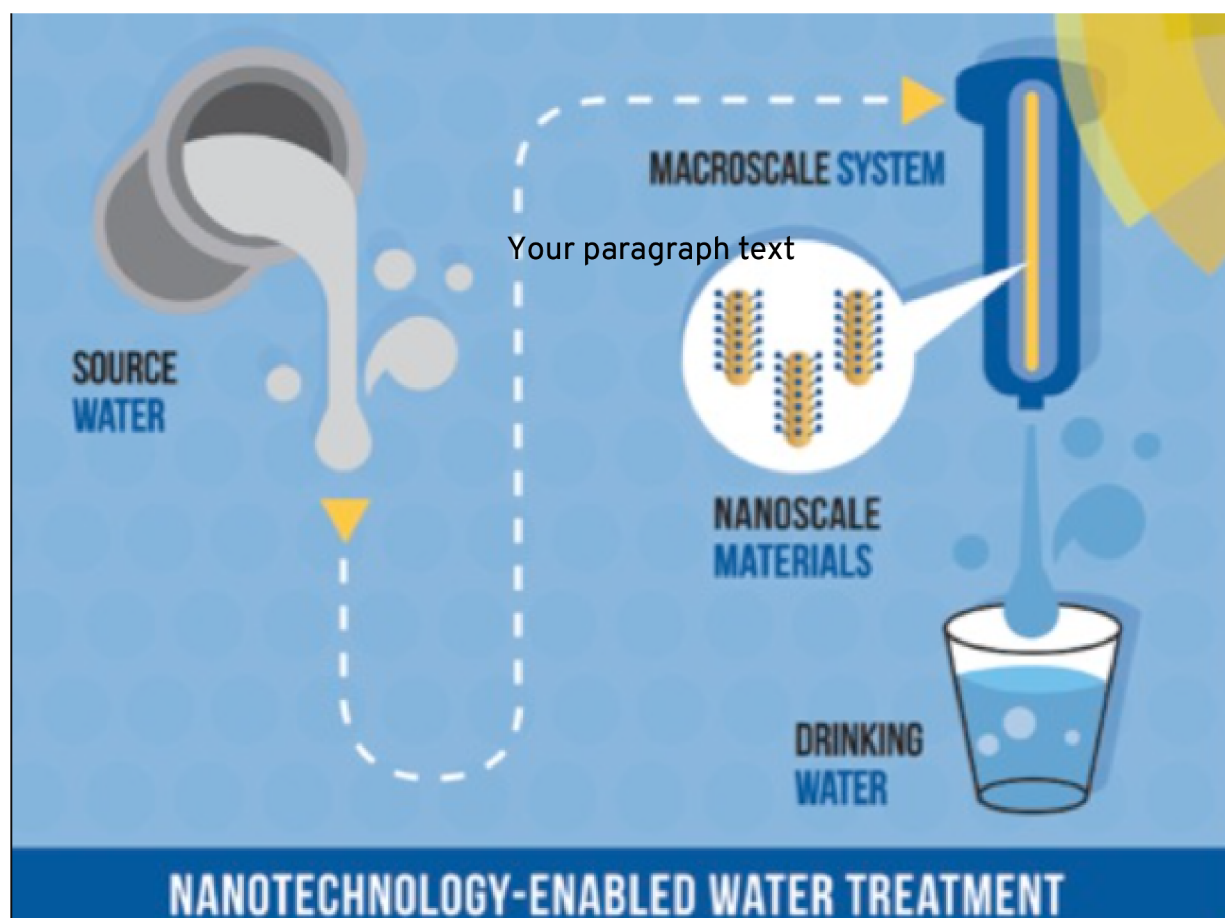 MACROSCALE SYSTEM
Your paragraph text
SOURCE
WATER
NANOSCALE
MATERIALS
DRINKING
WATER
NANOTECHNOLOGY-ENABLED WATER TREATMENT